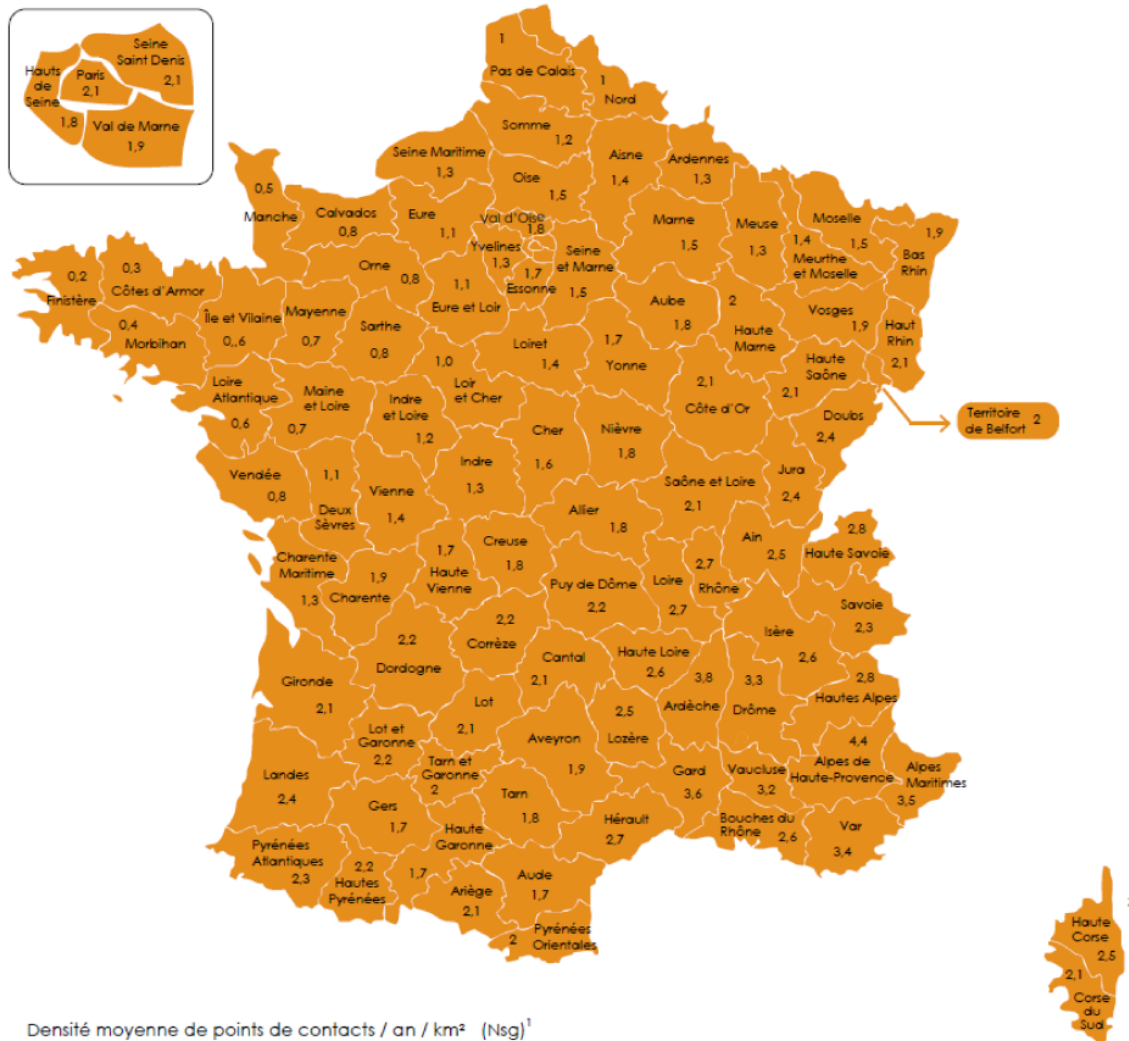 Seine
Saint Denis
2,1
Hauts
de
Seine
1,8
Paris
2,1
Val de Marne
1,9
1
Pas de Calais
1
Nord
Somme
1,2
Seine Maritime
1,3
Aisne
1,4
Ardennes
1,3
Oise
1,5
0,5
Manche
Calvados
0,8
Eure
1,1
Val d'Oise
1,8
Yvelines
1,3
1,7
Essonne
Seine
et Marne
1,5
Marne
1,5
Meuse
1,3
Moselle
1,5
1,4
Meurthe
et Moselle
1,9
Bas
Rhin
0,2
Finistère
0,3
Côtes d'Armor
0,4
Morbihan
Orne
0,8
1,1
Eure et Loir
Île et Vilaine
0,,6
Mayenne
0,7
Sarthe
0,8
Aube
1,8
2
Haute
Marne
Vosges
1,9
Haut
Rhin
2,1
1,0
Loir
et Cher
Loiret
1,4
1,7
Yonne
2,1
Côte d'Or
Haute
Saône
2,1
Territoire
de Belfort 2
Loire
Atlantique
0,6
Maine
et Loire
0,7
Indre
et Loire
1,2
Cher
1,6
Nièvre
1,8
Doubs
2,4
Vendée
0,8
1,1
Deux
Sèvres
Vienne
1,4
Indre
1,3
Allier
1,8
Saône et Loire
2,1
Jura
2,4
Charente
Maritime
1,3
1,9
Charente
1,7
Haute
Vienne
Creuse
1,8
Puy de Dôme
2,2
Loire
2,7
2,7
Rhône
Ain
2,5
2,8
Haute Savoie
Savoie
2,3
2,2
Dordogne
2,2
Corrèze
Cantal
2,1
Haute Loire
2,6
3,8
Ardèche
Isère
2,6
3,3
Drôme
2,8
Hautes Alpes
Gironde
2,1
Lot
2,1
Lot et
Garonne
2,2
Tarn et
Garonne
2
Aveyron
1,9
2,5
Lozère
4,4
Alpes de
Haute-Provence
Alpes
Maritimes
3,5
Landes
2,4
Gers
1,7
Tarn
1,8
Gard
3,6
Vaucluse
3,2
Hérault
2,7
Bouches du
Rhône
2,6
Var
3,4
Pyrénées
Atlantiques
2,3
2,2
Hautes
Pyrénées
Haute
Garonne
1,7
Ariège
2,1
Aude
1,7
2
Pyrénées
Orientales
Haute
Corse
2,5
2,1
Corse
du
Sud
Densité moyenne de points de contacts / an / km² (Nsg)¹